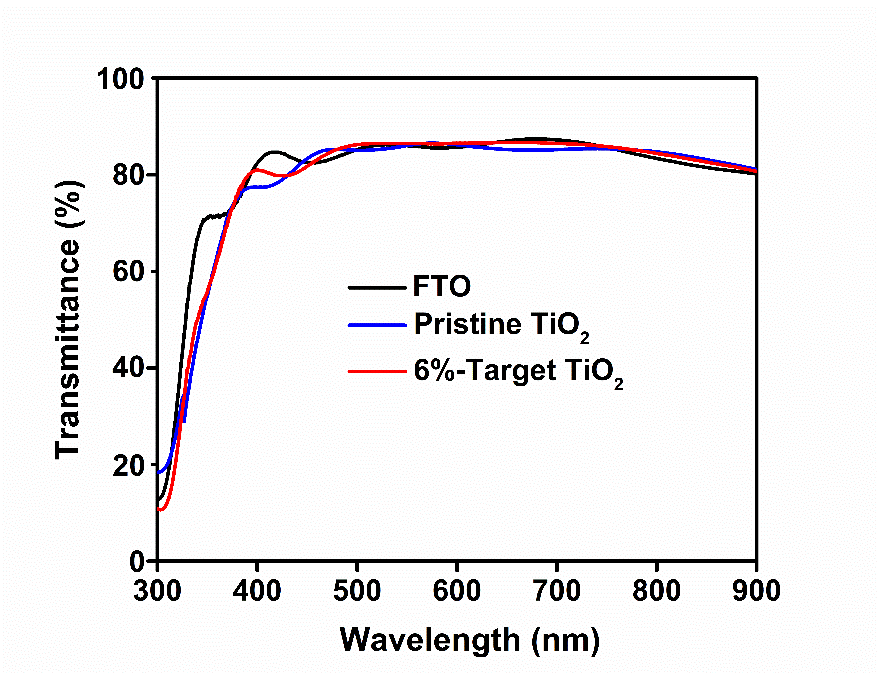 100
80
60
40
20
0
300 400 500 600 700 800 900
Transmittance (%)
Wavelength (nm)
FTO
Pristine TiO₂
6%-Target TiO₂